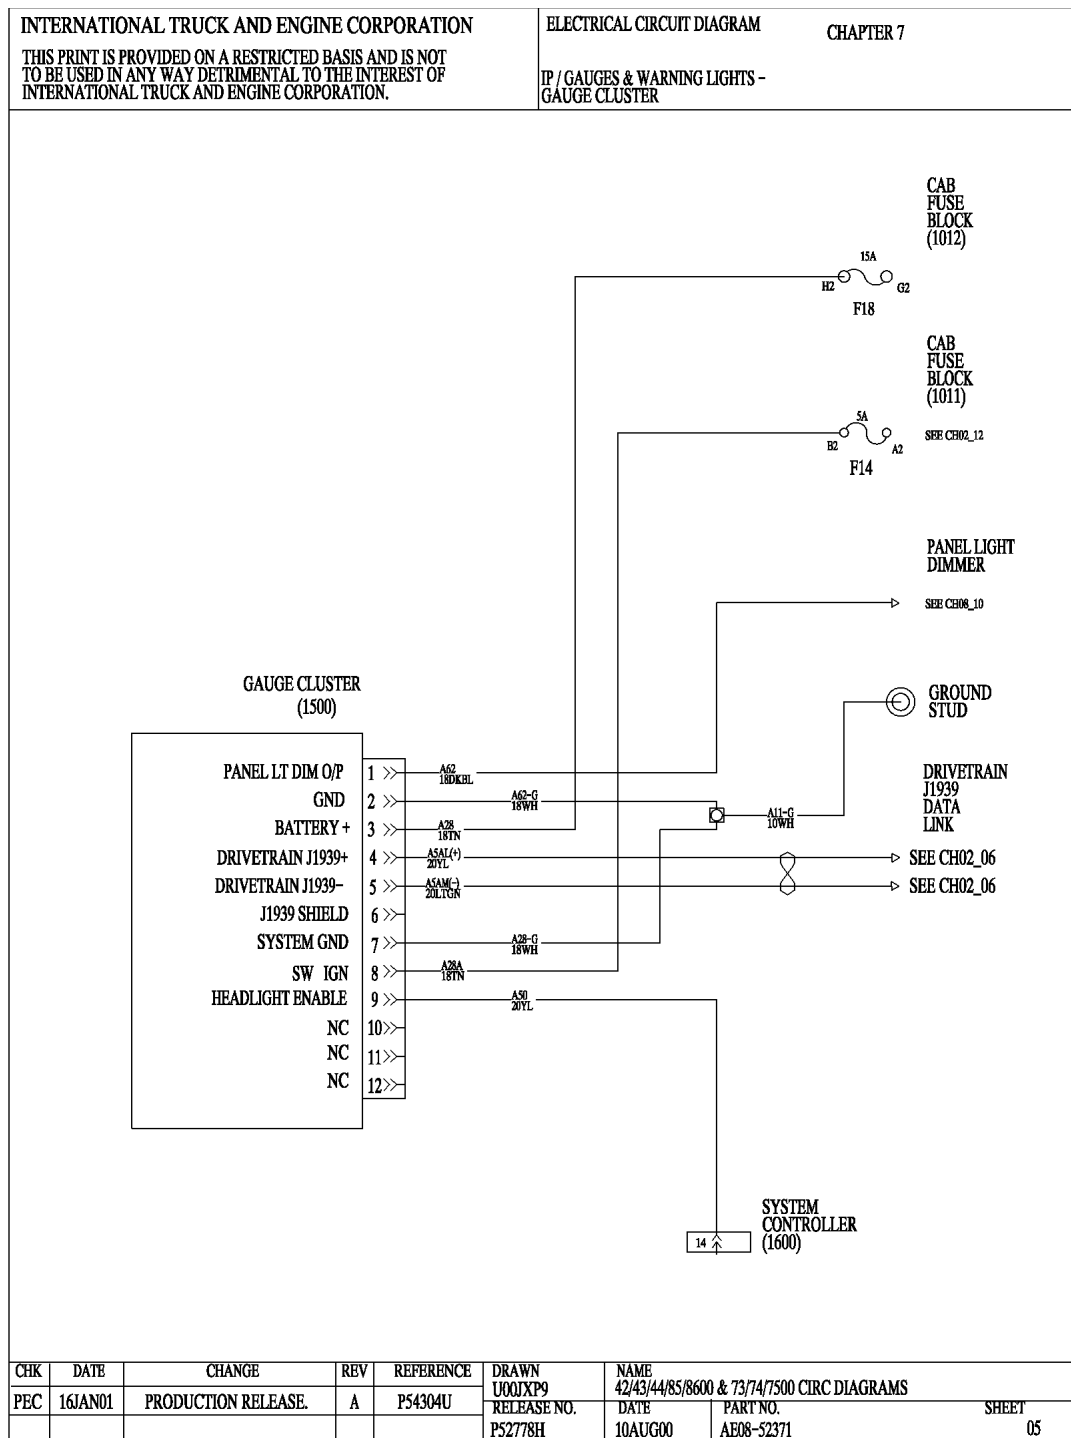 INTERNATIONAL TRUCK AND ENGINE CORPORATION
THIS PRINT IS PROVIDED ON A RESTRICTED BASIS AND IS NOT
TO BE USED IN ANY WAY DETRIMENTAL TO THE INTEREST OF
INTERNATIONAL TRUCK AND ENGINE CORPORATION.
ELECTRICAL CIRCUIT DIAGRAM
CHAPTER 7
IP / GAUGES & WARNING LIGHTS –
GAUGE CLUSTER
CAB
FUSE
BLOCK
(1012)
15A
H2
G2
F18
CAB
FUSE
BLOCK
(1011)
5A
SEE CH02_12
B2
A2
F14
PANEL LIGHT
DIMMER
SEE CH08_10
GAUGE CLUSTER
(1500)
GROUND
STUD
DRIVETRAIN
J1939
DATA
LINK
PANEL LT DIM O/P 1
A62
18DKBL
GND 2
A62-G
18WH
A11-G
10WH
BATTERY + 3
A28
18TN
DRIVETRAIN J1939+ 4
A5AL(+)
20YL
SEE CH02_06
DRIVETRAIN J1939– 5
A5AM(-)
20LTGN
SEE CH02_06
J1939 SHIELD 6
SYSTEM GND 7
A28-G
18WH
SW IGN 8
A28A
18TN
HEADLIGHT ENABLE 9
A50
20YL
NC 10
NC 11
NC 12
14
SYSTEM
CONTROLLER
(1600)
CHK DATE CHANGE REV REFERENCE
PEC 16JAN01 PRODUCTION RELEASE. A P54304U
DRAWN
U00JXP9
NAME
42/43/44/85/8600 & 73/74/7500 CIRC DIAGRAMS
RELEASE NO.
P52778H
DATE
10AUG00
PART NO.
AE08-52371
SHEET
05